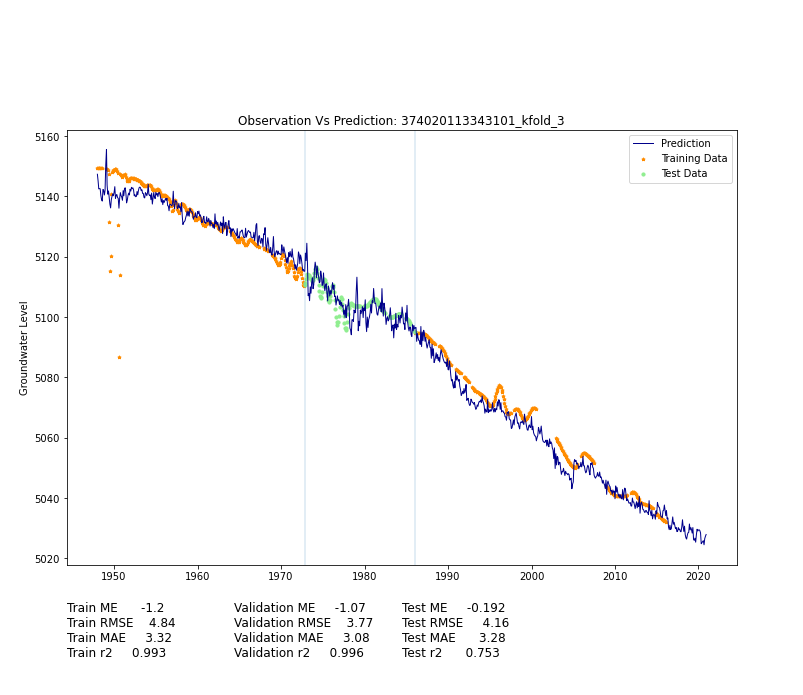 Observation Vs Prediction: 374020113343101_kfold_3
Prediction
Training Data
Test Data
Groundwater Level
5160
5140
5120
5100
5080
5060
5040
5020
1950 1960 1970 1980 1990 2000 2010 2020
Train ME -1.2 Validation ME -1.07 Test ME -0.192
Train RMSE 4.84 Validation RMSE 3.77 Test RMSE 4.16
Train MAE 3.32 Validation MAE 3.08 Test MAE 3.28
Train r2 0.993 Validation r2 0.996 Test r2 0.753